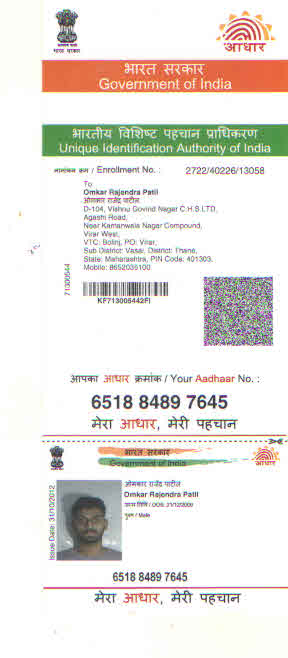 भारत सरकार
आधार
भारत सरकार
Government of India
भारतीय विशिष्ट पहचान प्राधिकरण
Unique Identification Authority of India
नामांकन क्रम / Enrollment No. : 2722/40226/13058
To
Omkar Rajendra Patil
ओमकार राजेंद्र पाटील
D-104, Vishnu Govind Nagar C.H.S.LTD,
Agashi Road,
Near Kamanwala Nagar Compound,
Virar West,
VTC: Bolinj, PO: Virar,
Sub District: Vasai, District: Thane,
State: Maharashtra, PIN Code: 401303,
Mobile: 8652035100
71300544
KF713005442FI
आपका आधार क्रमांक / Your Aadhaar No. :
6518 8489 7645
मेरा आधार, मेरी पहचान
भारत सरकार
Government of India
आधार
Issue Date: 31/10/2012
ओमकार राजेंद्र पाटील
Omkar Rajendra Patil
जन्म तिथि / DOB: 21/12/2000
पुरुष / Male
6518 8489 7645
मेरा आधार, मेरी पहचान